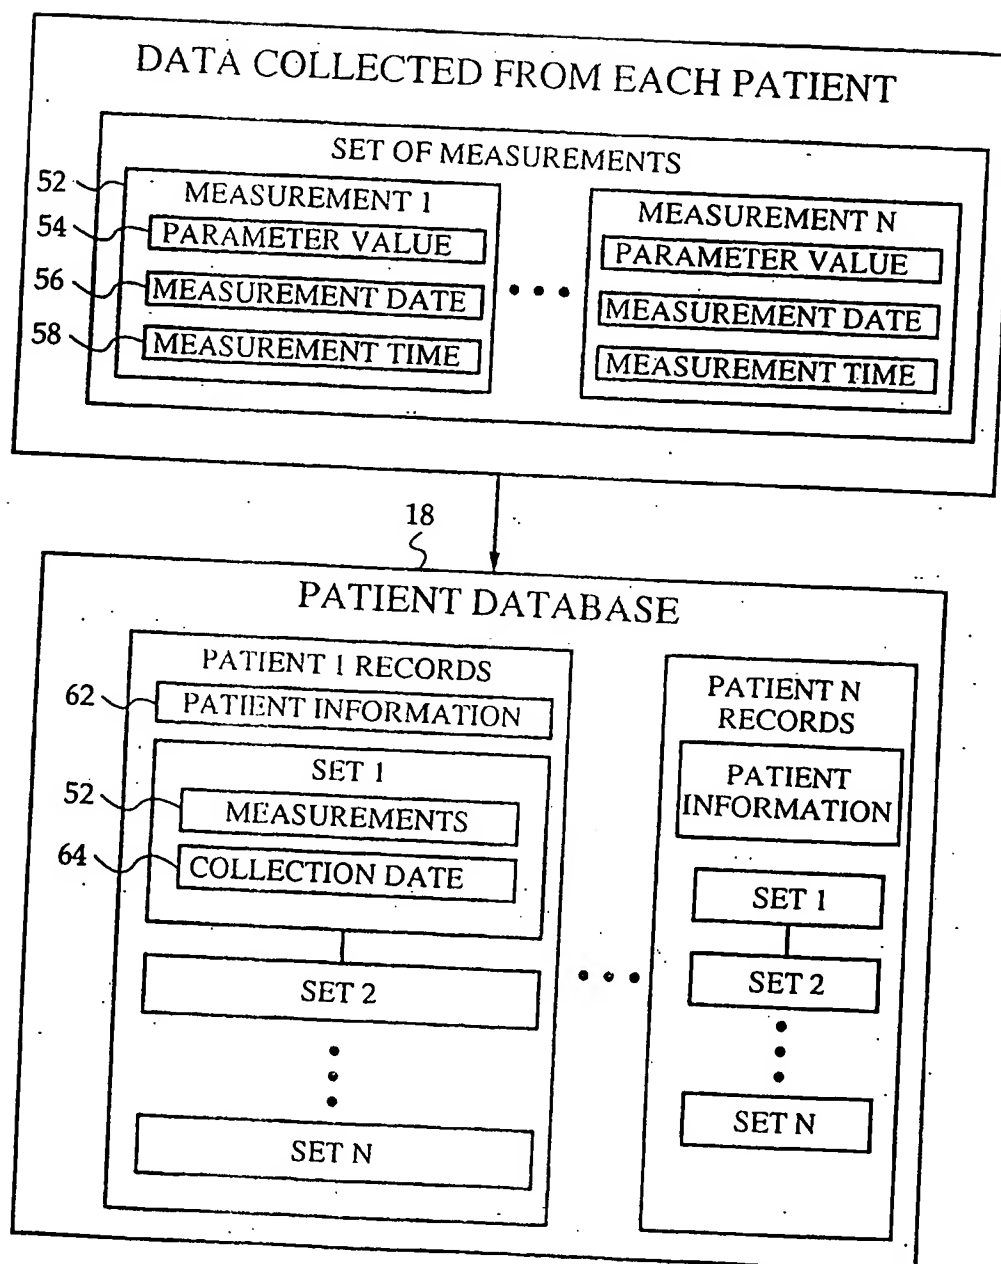 DATA COLLECTED FROM EACH PATIENT
SET OF MEASUREMENTS
52
MEASUREMENT 1
54
PARAMETER VALUE
56
MEASUREMENT DATE
58
MEASUREMENT TIME
MEASUREMENT N
PARAMETER VALUE
MEASUREMENT DATE
MEASUREMENT TIME
18
PATIENT DATABASE
PATIENT 1 RECORDS
62
PATIENT INFORMATION
SET 1
52
MEASUREMENTS
64
COLLECTION DATE
SET 2
SET N
PATIENT N
RECORDS
PATIENT
INFORMATION
SET 1
SET 2
SET N